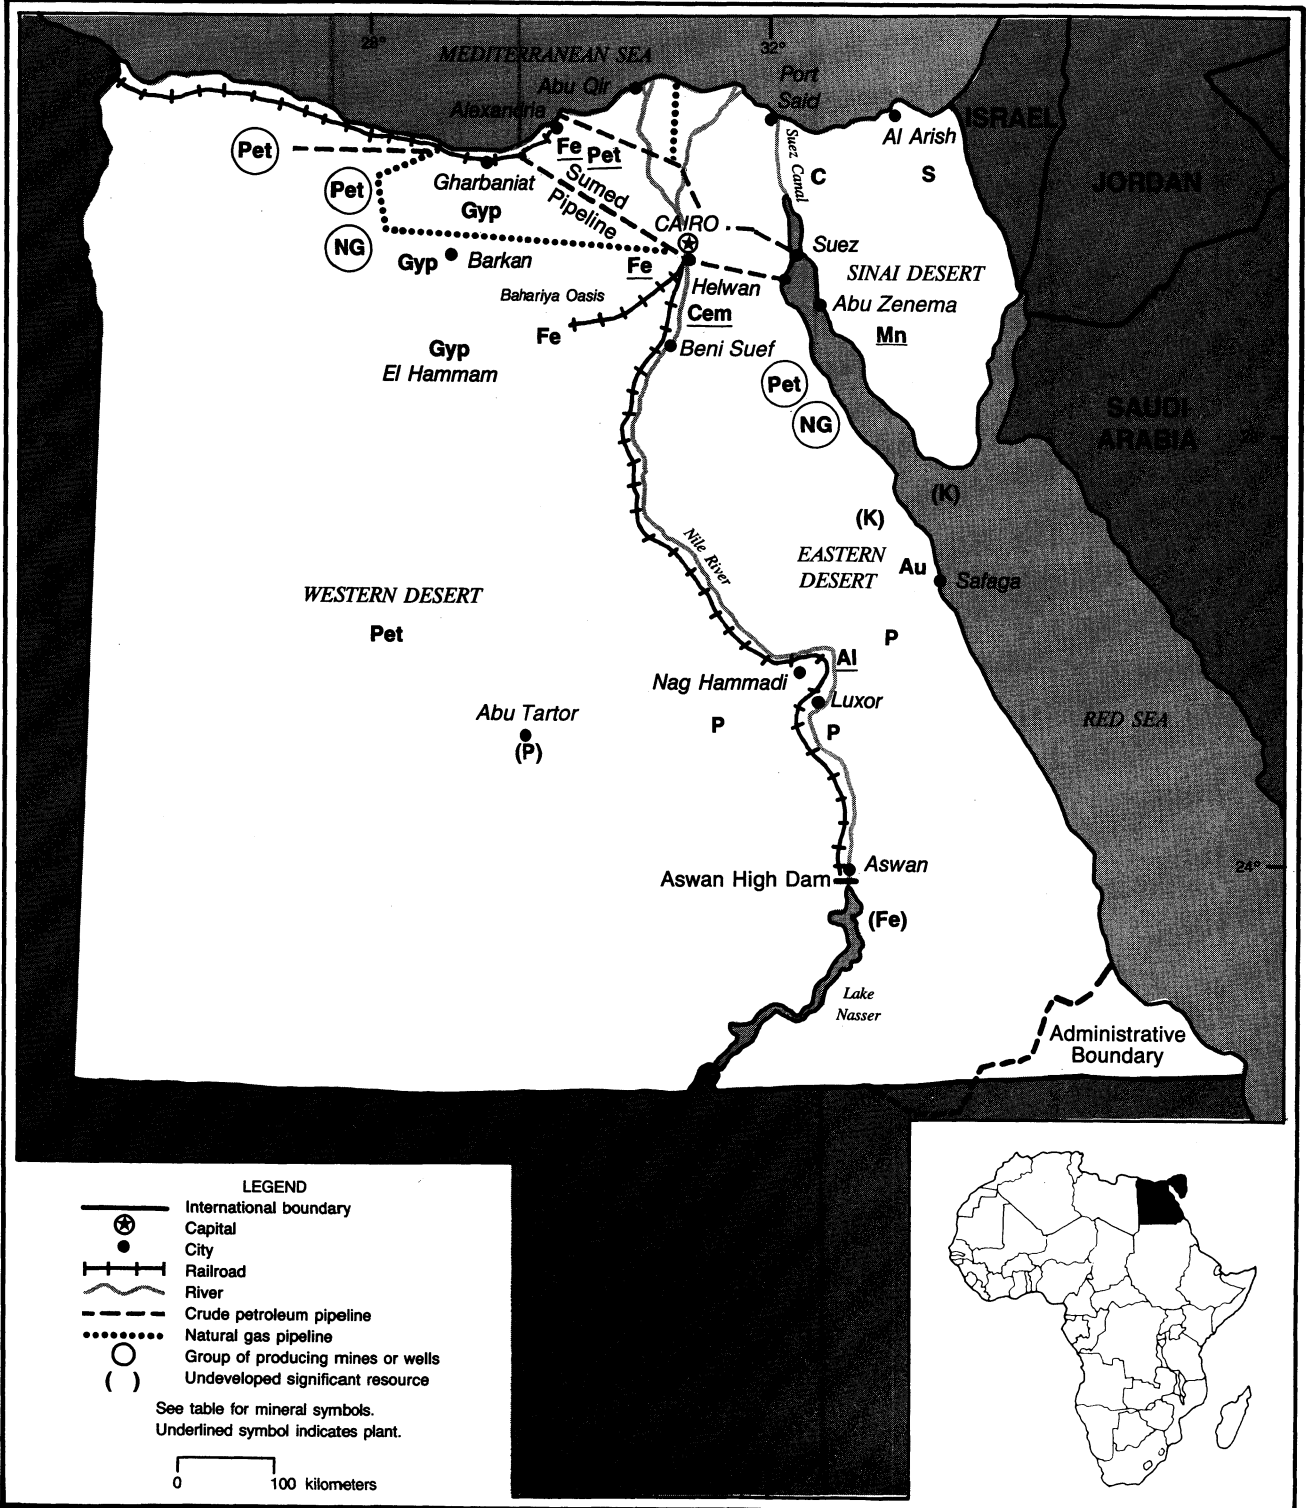 28°
32°
MEDITERRANEAN SEA
Abu Qir
Port
Said
Alexandria
Al Arish
ISRAEL
Pet
Fe
Pet
Suez Canal
C
S
JORDAN
Pet
Gharbaniat
Sumed
Pipeline
Gyp
CAIRO
NG
Suez
Gyp
Barkan
Fe
SINAI DESERT
Helwan
Bahariya Oasis
Abu Zenema
Cem
Fe
Mn
Gyp
Beni Suef
El Hammam
Pet
SAUDI
ARABIA
NG
(K)
(K)
Nile River
EASTERN
DESERT
Au
Safaga
WESTERN DESERT
Pet
P
Al
Nag Hammadi
Luxor
Abu Tartor
(P)
P
P
RED SEA
24°
Aswan
Aswan High Dam
(Fe)
Lake
Nasser
Administrative
Boundary
LEGEND
International boundary
Capital
City
Railroad
River
Crude petroleum pipeline
Natural gas pipeline
Group of producing mines or wells
( ) Undeveloped significant resource
See table for mineral symbols.
Underlined symbol indicates plant.
0 100 kilometers